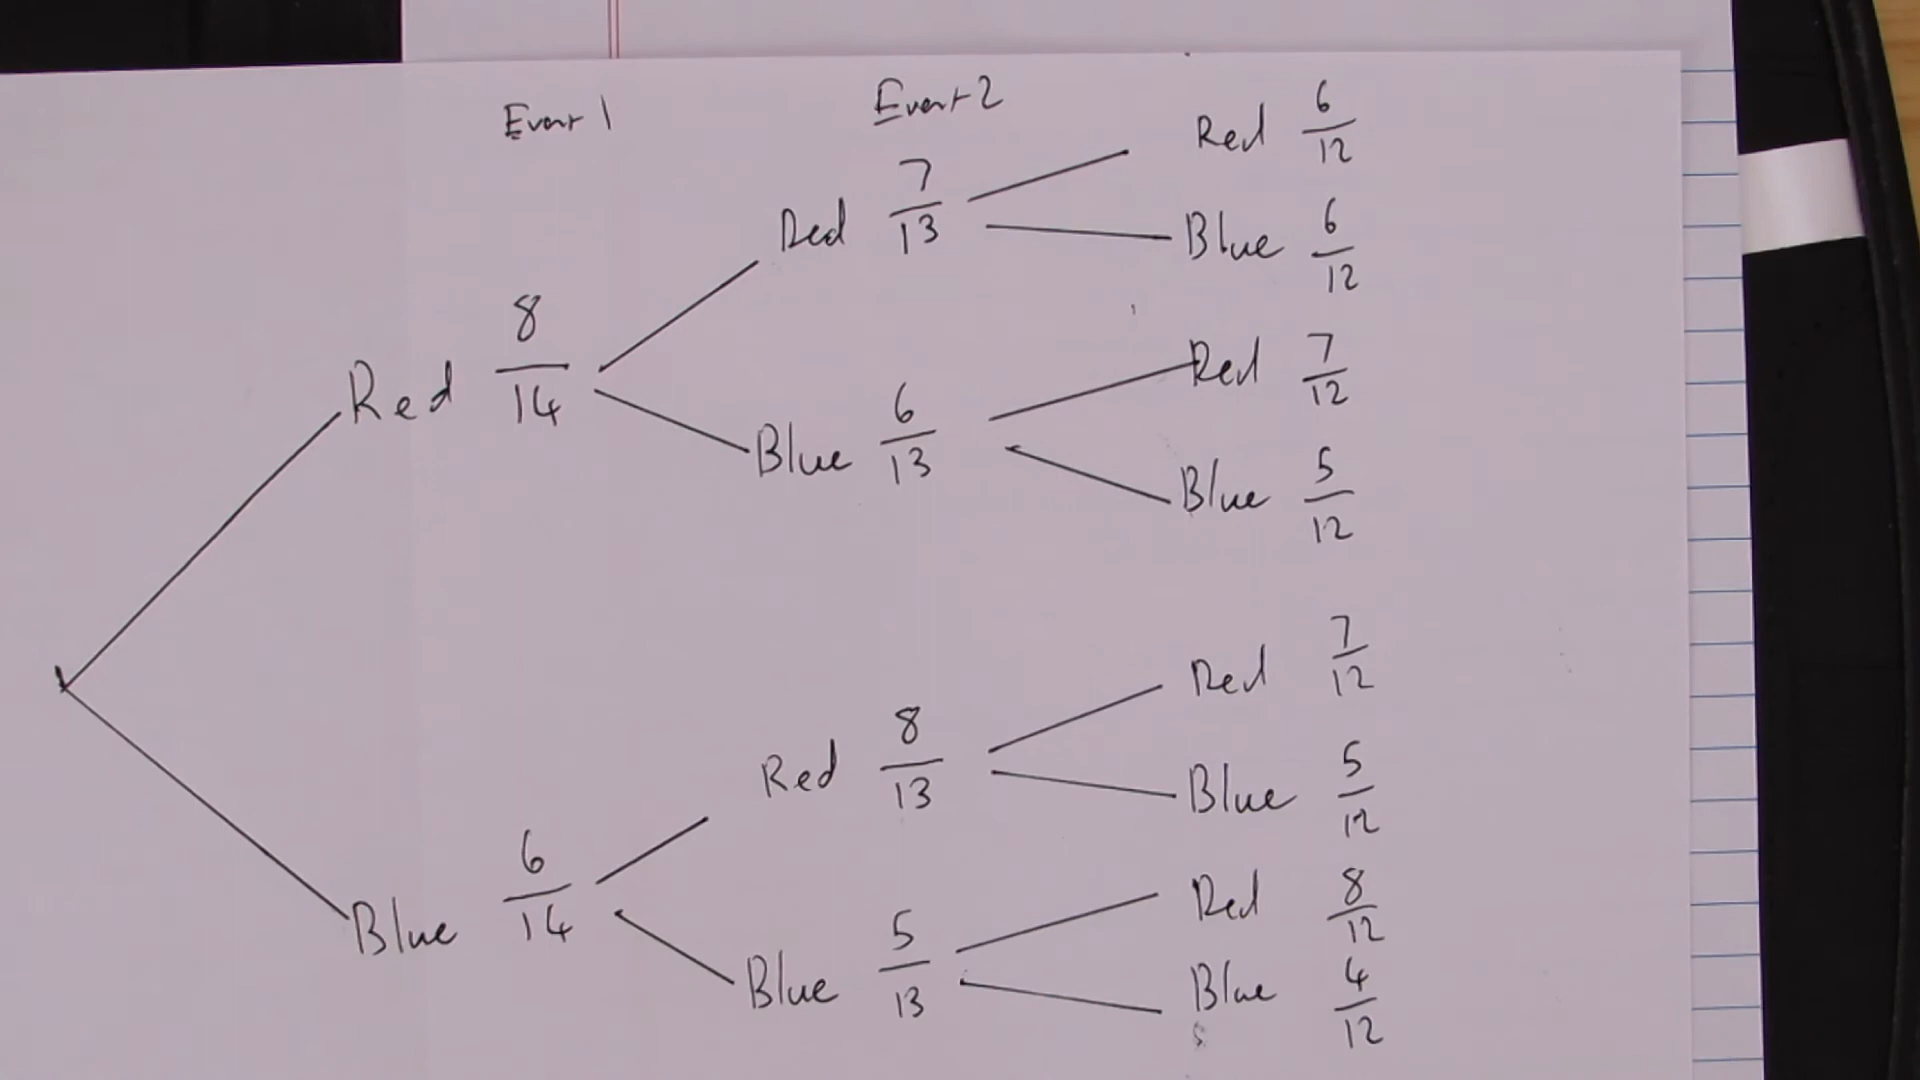 Event 1
Event 2
Red 8/14
Blue 6/14
Red 7/13
Blue 6/13
Red 8/13
Blue 5/13
Red 6/12
Blue 6/12
Red 7/12
Blue 5/12
Red 7/12
Blue 5/12
Red 8/12
Blue 4/12